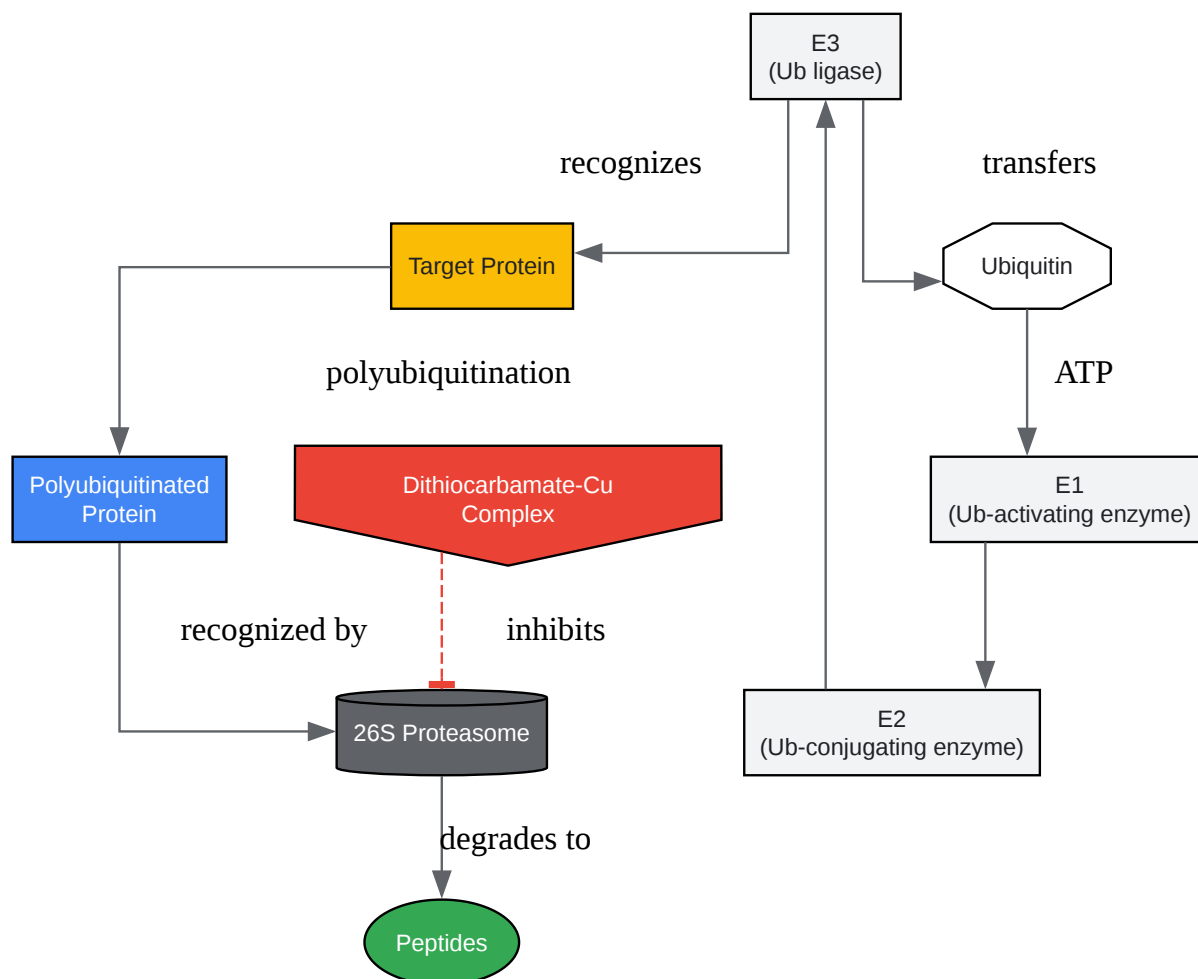 E3
(Ub ligase)
recognizes
transfers
Target Protein
Ubiquitin
polyubiquitination
ATP
Polyubiquitinated
Protein
Dithiocarbamate-Cu
Complex
E1
(Ub-activating enzyme)
recognized by
inhibits
26S Proteasome
E2
(Ub-conjugating enzyme)
degrades to
Peptides